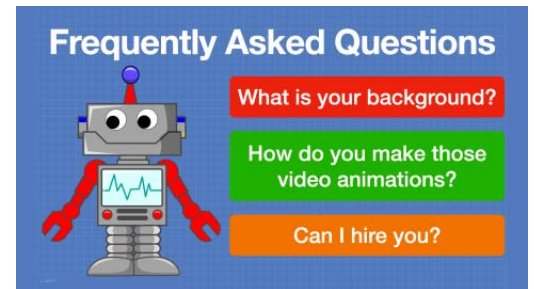 Frequently Asked Questions
What is your background?
How do you make those
video animations?
Can I hire you?